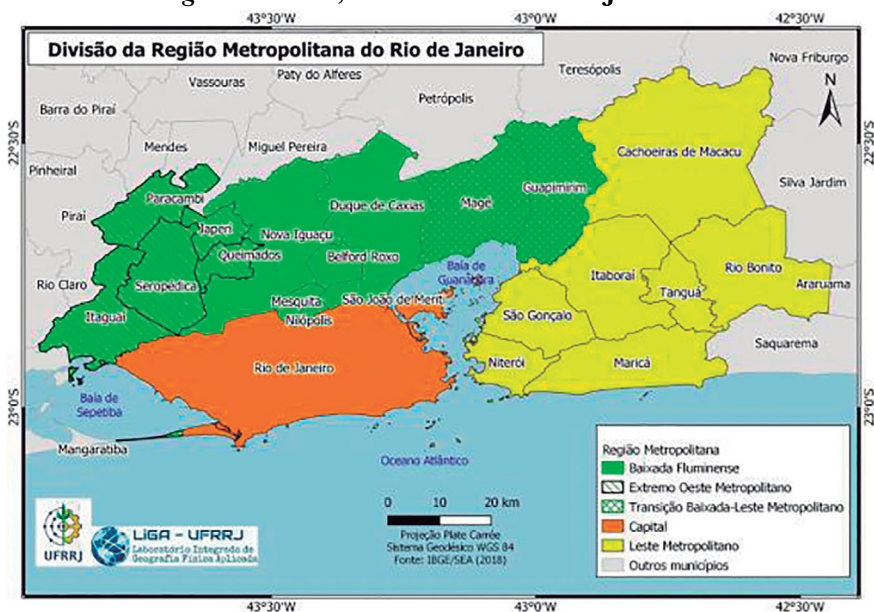 43°30'W
43°00'W
42°30'W
Divisão da Região Metropolitana do Rio de Janeiro
Nova Friburgo
Teresópolis
Paty do Alferes
Vassouras
Petrópolis
Barra do Piraí
N
22°30'S
22°30'S
Mendes
Miguel Pereira
Cachoeiras de Macacu
Pinheiral
Silva Jardim
Guapimirim
Paracambi
Duque de Caxias
Magé
Piraí
Japeri
Nova Iguaçu
Queimados
Belford Roxo
Baía de
Guanabara
Rio Bonito
Itaboraí
Rio Claro
Seropédica
Araruama
Tanguá
Mesquita
São João de Merit
São Gonçalo
Itaguaí
Nilópolis
Saquarema
Rio de Janeiro
Niterói
Maricá
Baía de
Sepetiba
23°0'S
23°0'S
Mangaratiba
Oceano Atlântico
Região Metropolitana
Baixada Fluminense
Extremo Oeste Metropolitano
Transição Baixada-Leste Metropolitano
Capital
Leste Metropolitano
Outros municípios
0 10 20 km
Projeção Plate Carrée
Sistema Geodésico WGS 84
Fonte: IBGE/SEA (2018)
UFRRJ
LiGA - UFRRJ
Laboratório Integrado de
Geografia Física Aplicada
43°30'W
43°00'W
42°30'W